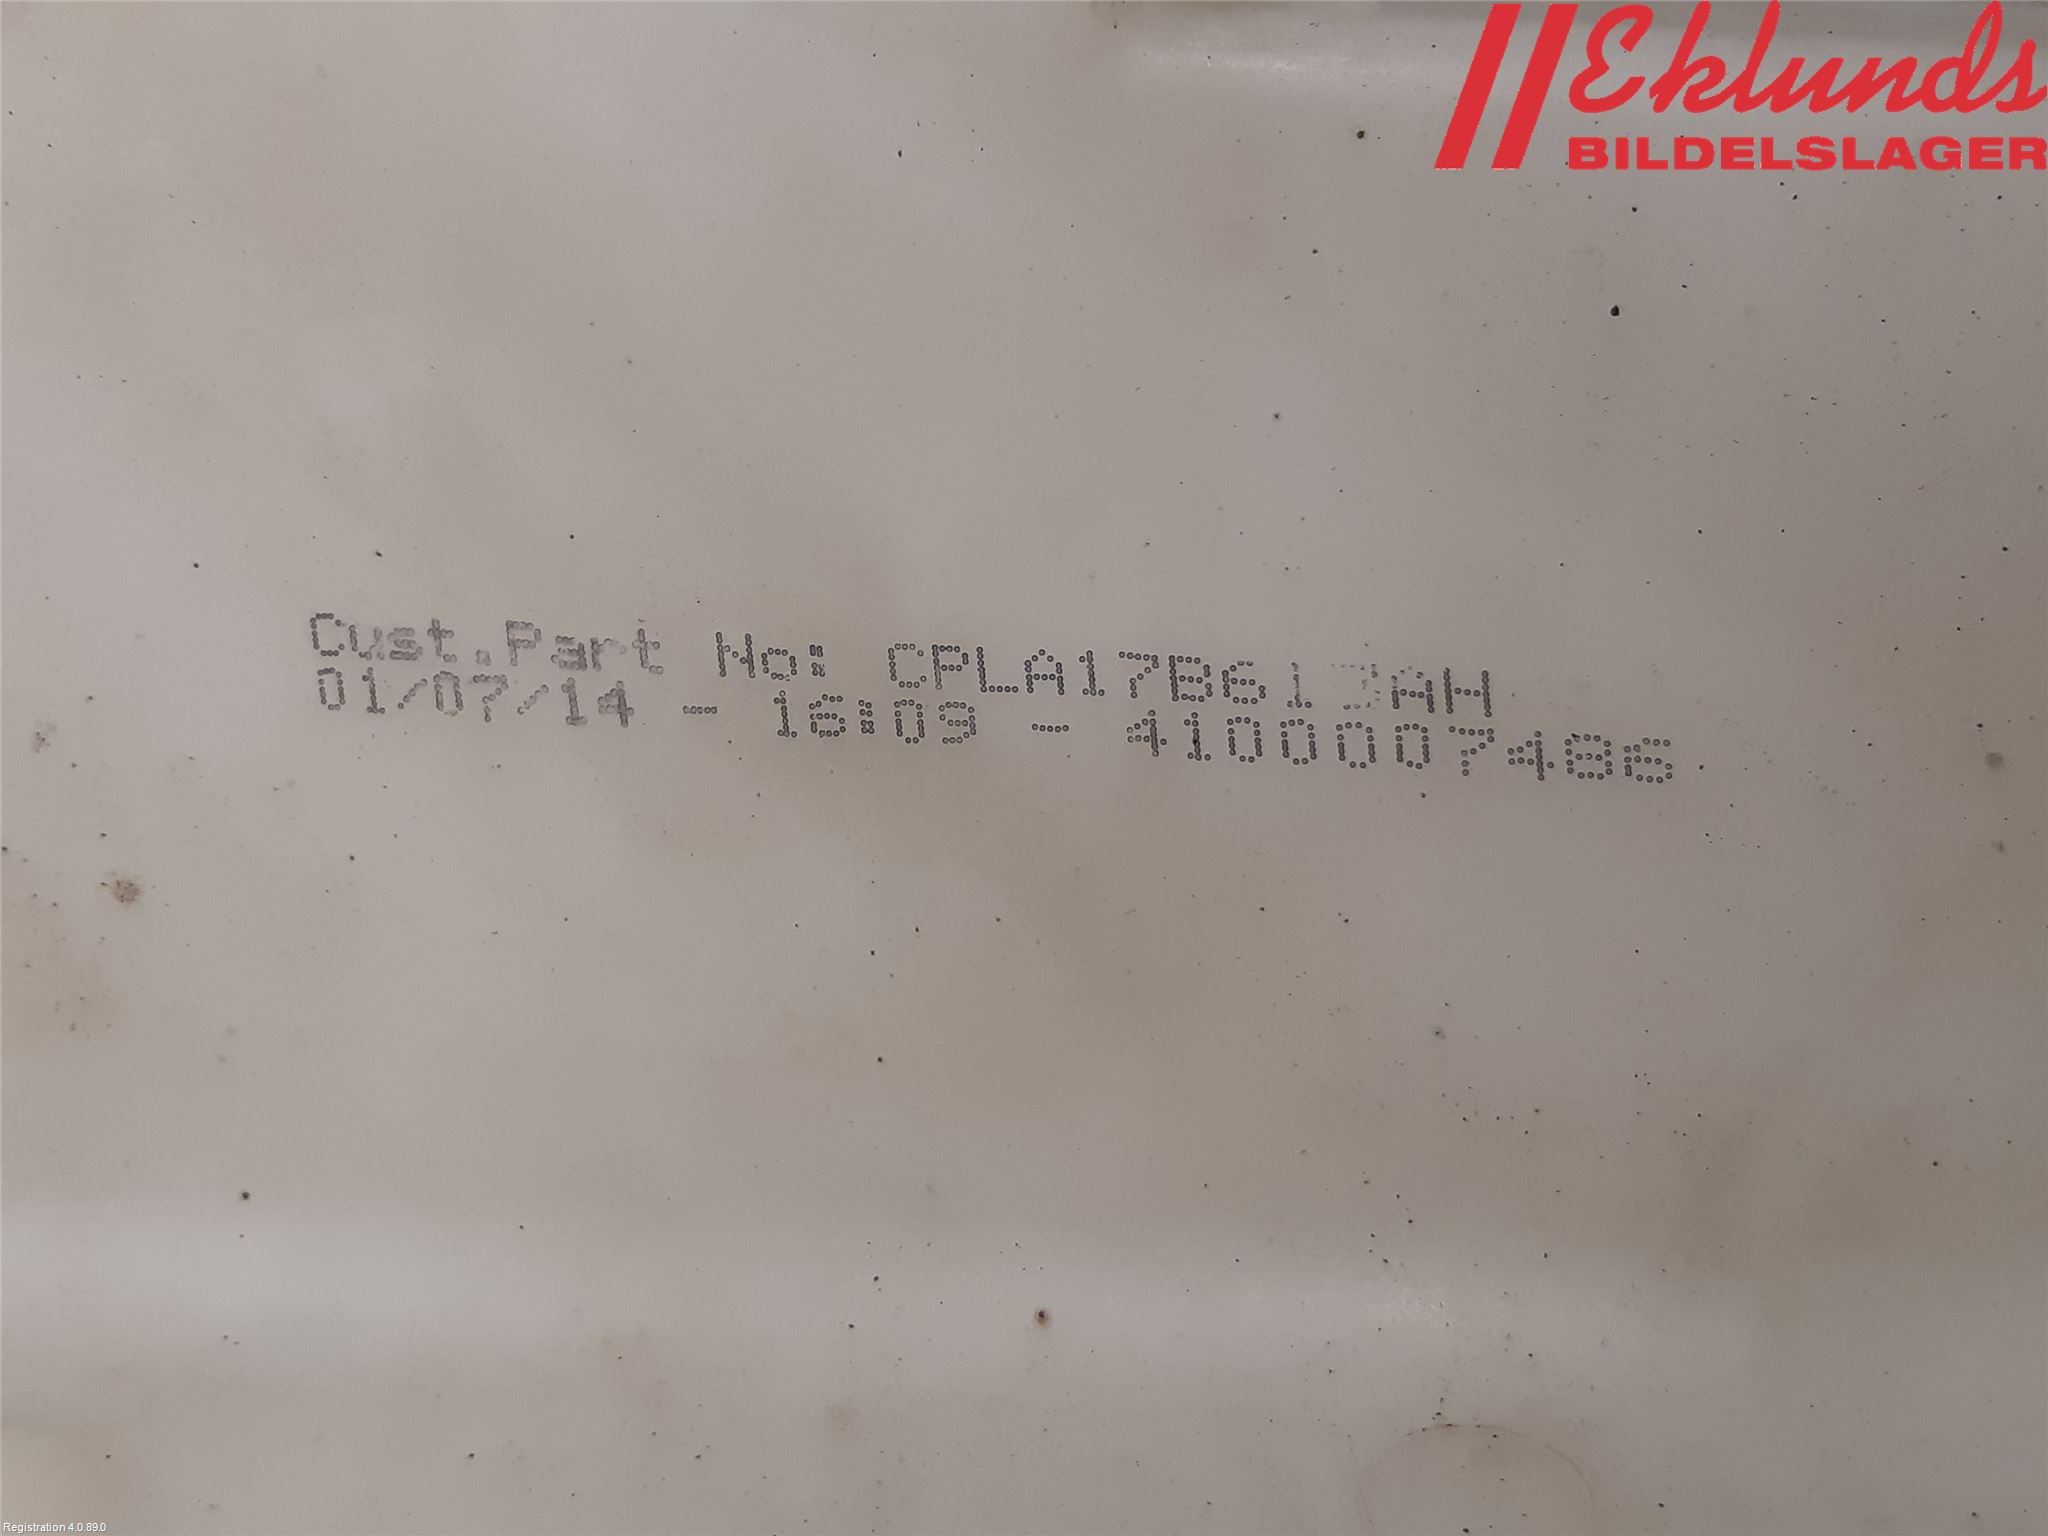 Eklunds
BILDELSLAGER
Cust.Part No: CPLA17B613AH
01/07/14 - 16:09 - 4100007486
Registration 4.0.89.0